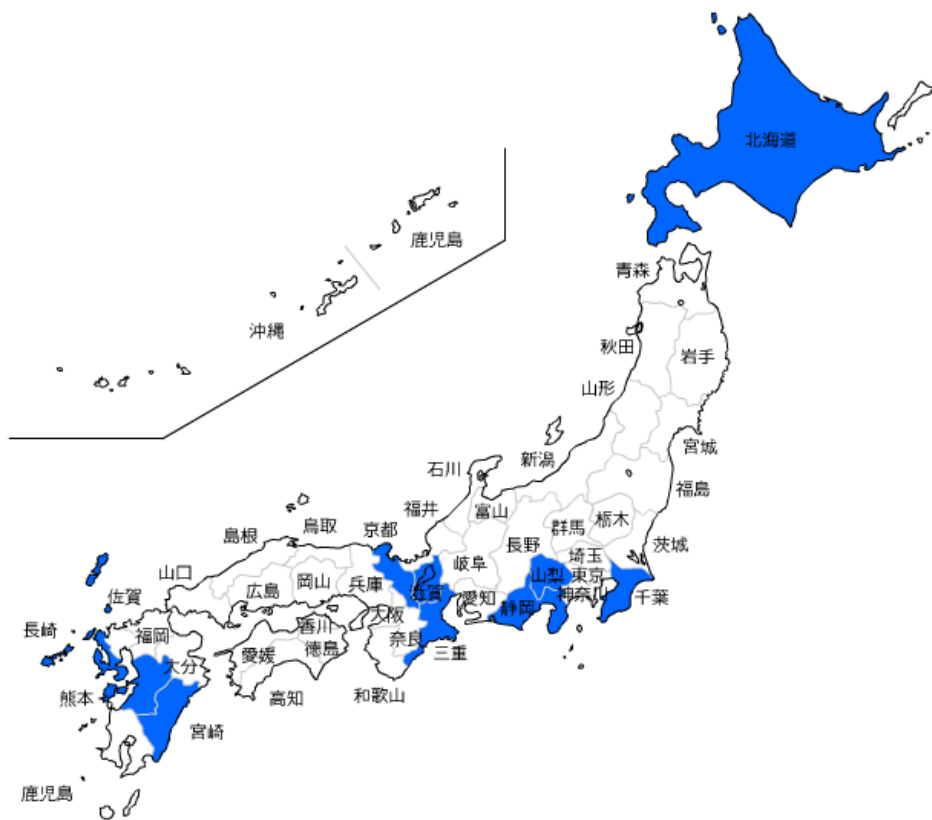 北海道
鹿児島
青森
沖縄
秋田
岩手
山形
宮城
新潟
石川
福島
福井
富山
栃木
群馬
島根
鳥取
京都
長野
茨城
埼玉
岐阜
山口
山梨
東京
岡山
兵庫
広島
滋賀
神奈川
千葉
佐賀
愛知
静岡
大阪
香川
長崎
福岡
奈良
徳島
三重
愛媛
大分
熊本
高知
和歌山
宮崎
鹿児島